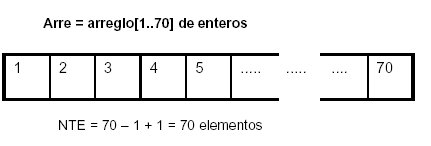 Arre = arreglo[1..70] de enteros
1 2 3 4 5 ..... ..... .... 70
NTE = 70 – 1 + 1 = 70 elementos